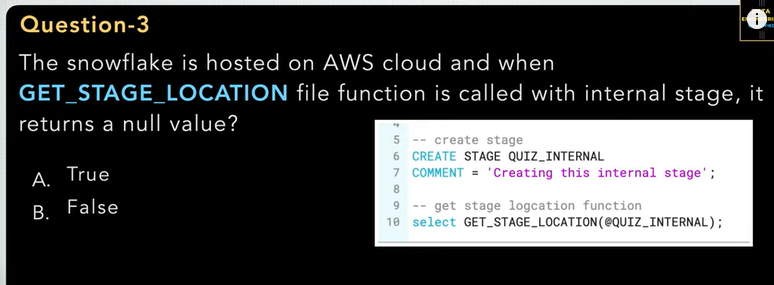 Question-3
The snowflake is hosted on AWS cloud and when
GET_STAGE_LOCATION file function is called with internal stage, it
returns a null value?
A. True
B. False
5 -- create stage
6 CREATE STAGE QUIZ_INTERNAL
7 COMMENT = 'Creating this internal stage';
8
9 -- get stage logcation function
10 select GET_STAGE_LOCATION(@QUIZ_INTERNAL);